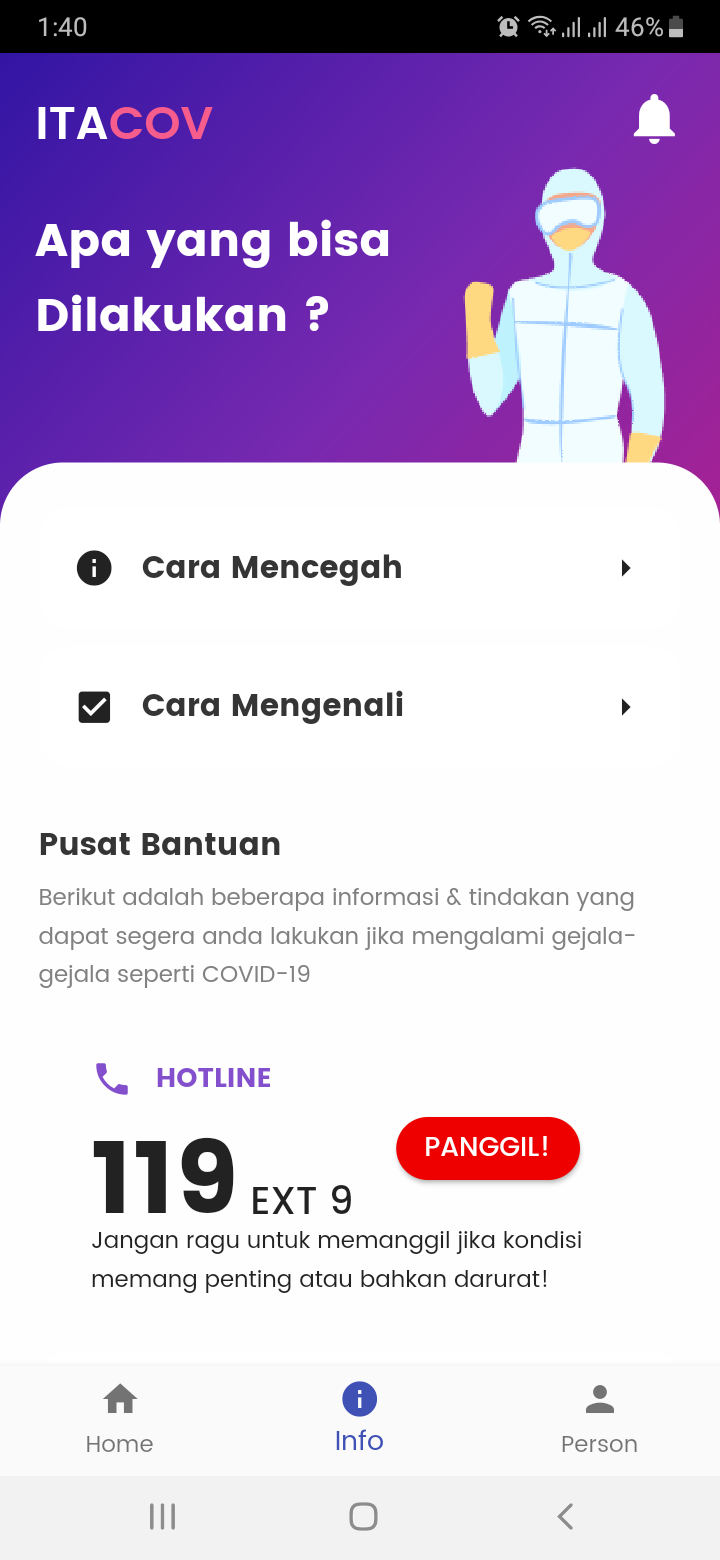 1:40
46%
ITACOV
Apa yang bisa
Dilakukan ?
Cara Mencegah
Cara Mengenali
Pusat Bantuan
Berikut adalah beberapa informasi & tindakan yang
dapat segera anda lakukan jika mengalami gejala-
gejala seperti COVID-19
HOTLINE
119 EXT 9
PANGGIL!
Jangan ragu untuk memanggil jika kondisi
memang penting atau bahkan darurat!
Home
Info
Person